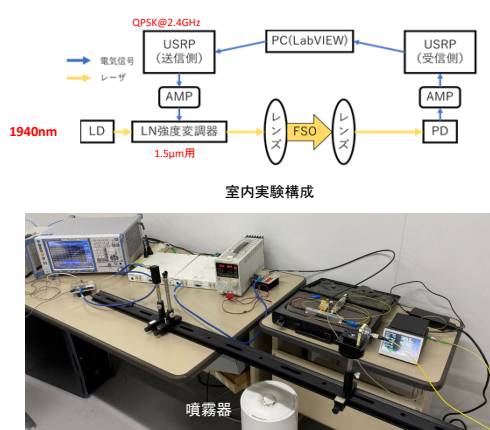 QPSK@2.4GHz
USRP
(送信側)
PC(LabVIEW)
USRP
(受信側)
電気信号
レーザ
AMP
AMP
1940nm
LD
LN強度変調器
レンズ
FSO
レンズ
PD
1.5μm用
室内実験構成
噴霧器